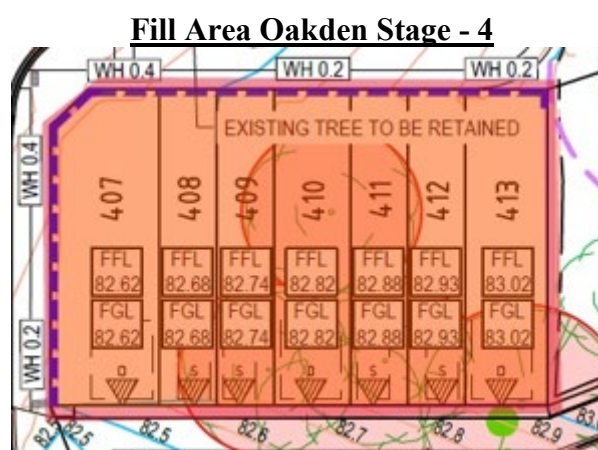 Fill Area Oakden Stage - 4
WH 0.4
WH 0.2
WH 0.2
EXISTING TREE TO BE RETAINED
WH 0.4
407
408
409
410
411
412
413
FFL
82.62
FFL
82.68
FFL
82.74
FFL
82.82
FFL
82.88
FFL
82.93
FFL
83.02
FGL
82.62
FGL
82.68
FGL
82.74
FGL
82.82
FGL
82.88
FGL
82.93
FGL
83.02
WH 0.2
D
S
S
D
S
S
D
82.5
82.5
82.6
82.7
82.8
82.9